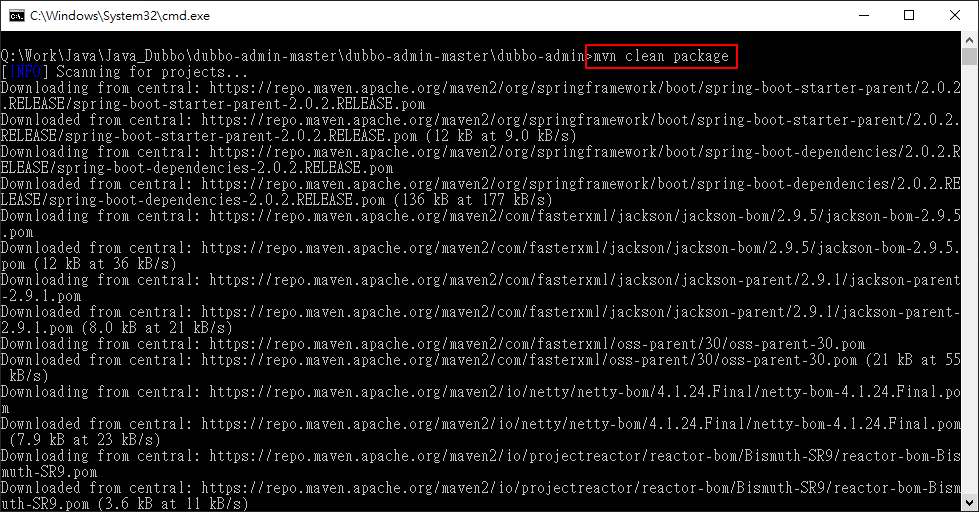 C:\Windows\System32\cmd.exe
Q:\Work\Java\Java_Dubbo\dubbo-admin-master\dubbo-admin-master\dubbo-admin>mvn clean package
[INFO] Scanning for projects...
Downloading from central: https://repo.maven.apache.org/maven2/org/springframework/boot/spring-boot-starter-parent/2.0.2
.RELEASE/spring-boot-starter-parent-2.0.2.RELEASE.pom
Downloaded from central: https://repo.maven.apache.org/maven2/org/springframework/boot/spring-boot-starter-parent/2.0.2.
RELEASE/spring-boot-starter-parent-2.0.2.RELEASE.pom (12 kB at 9.0 kB/s)
Downloading from central: https://repo.maven.apache.org/maven2/org/springframework/boot/spring-boot-dependencies/2.0.2.R
ELEASE/spring-boot-dependencies-2.0.2.RELEASE.pom
Downloaded from central: https://repo.maven.apache.org/maven2/org/springframework/boot/spring-boot-dependencies/2.0.2.RE
LEASE/spring-boot-dependencies-2.0.2.RELEASE.pom (136 kB at 177 kB/s)
Downloading from central: https://repo.maven.apache.org/maven2/com/fasterxml/jackson/jackson-bom/2.9.5/jackson-bom-2.9.5
.pom
Downloaded from central: https://repo.maven.apache.org/maven2/com/fasterxml/jackson/jackson-bom/2.9.5/jackson-bom-2.9.5.
pom (12 kB at 36 kB/s)
Downloading from central: https://repo.maven.apache.org/maven2/com/fasterxml/jackson/jackson-parent/2.9.1/jackson-parent
-2.9.1.pom
Downloaded from central: https://repo.maven.apache.org/maven2/com/fasterxml/jackson/jackson-parent/2.9.1/jackson-parent-
2.9.1.pom (8.0 kB at 21 kB/s)
Downloading from central: https://repo.maven.apache.org/maven2/com/fasterxml/oss-parent/30/oss-parent-30.pom
Downloaded from central: https://repo.maven.apache.org/maven2/com/fasterxml/oss-parent/30/oss-parent-30.pom (21 kB at 55
 kB/s)
Downloading from central: https://repo.maven.apache.org/maven2/io/netty/netty-bom/4.1.24.Final/netty-bom-4.1.24.Final.po
m
Downloaded from central: https://repo.maven.apache.org/maven2/io/netty/netty-bom/4.1.24.Final/netty-bom-4.1.24.Final.pom
 (7.9 kB at 23 kB/s)
Downloading from central: https://repo.maven.apache.org/maven2/io/projectreactor/reactor-bom/Bismuth-SR9/reactor-bom-Bis
muth-SR9.pom
Downloaded from central: https://repo.maven.apache.org/maven2/io/projectreactor/reactor-bom/Bismuth-SR9/reactor-bom-Bism
uth-SR9.pom (3.6 kB at 11 kB/s)